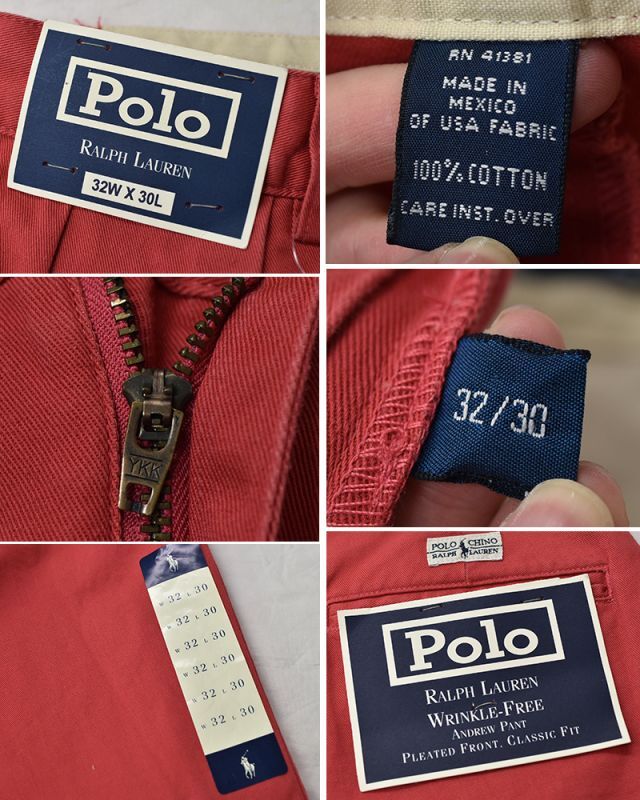 Polo
RALPH LAUREN
32W X 30L
RN 41381
MADE IN
MEXICO
OF USA FABRIC
100% COTTON
CARE INST. OVER
YKK
32/30
W 32 L 30
W 32 L 30
W 32 L 30
W 32 L 30
W 32 L 30
POLO CHINO
RALPH LAUREN
Polo
RALPH LAUREN
WRINKLE-FREE
ANDREW PANT
PLEATED FRONT, CLASSIC FIT